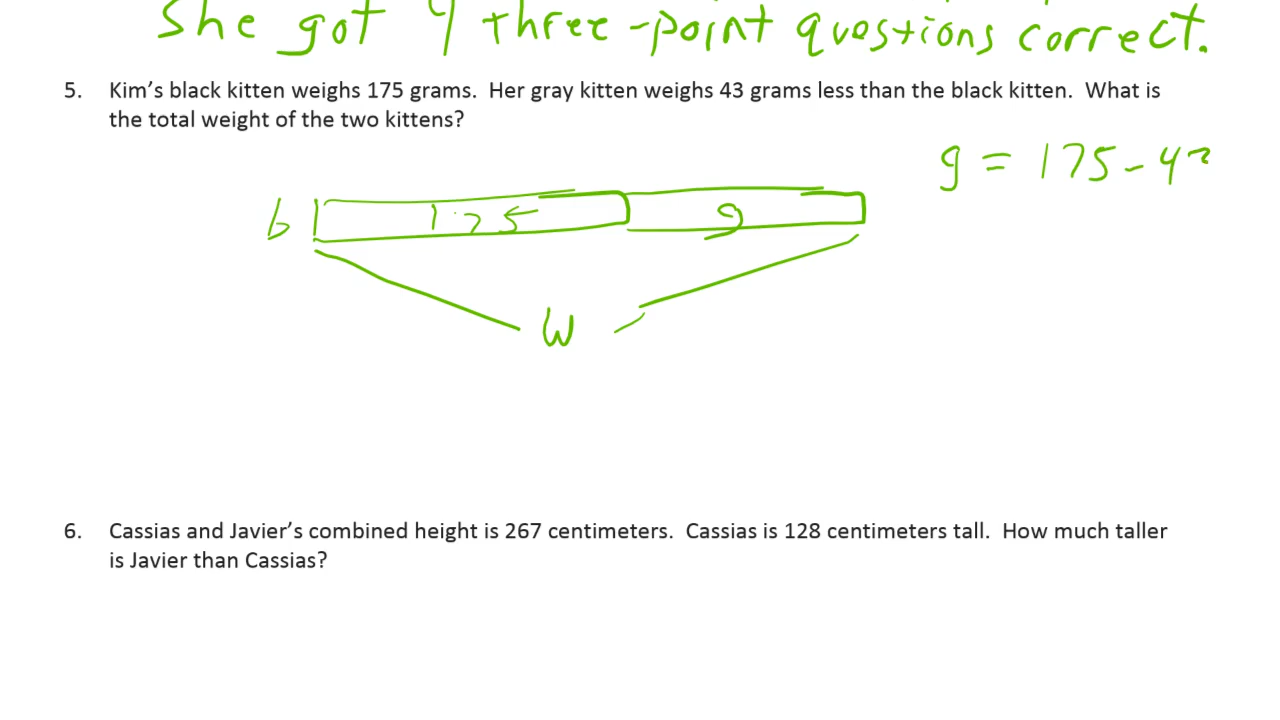 She got 4 three-point questions correct.
5. Kim's black kitten weighs 175 grams. Her gray kitten weighs 43 grams less than the black kitten. What is
the total weight of the two kittens?
g = 175-43
b 175 g
W
6. Cassias and Javier's combined height is 267 centimeters. Cassias is 128 centimeters tall. How much taller
is Javier than Cassias?